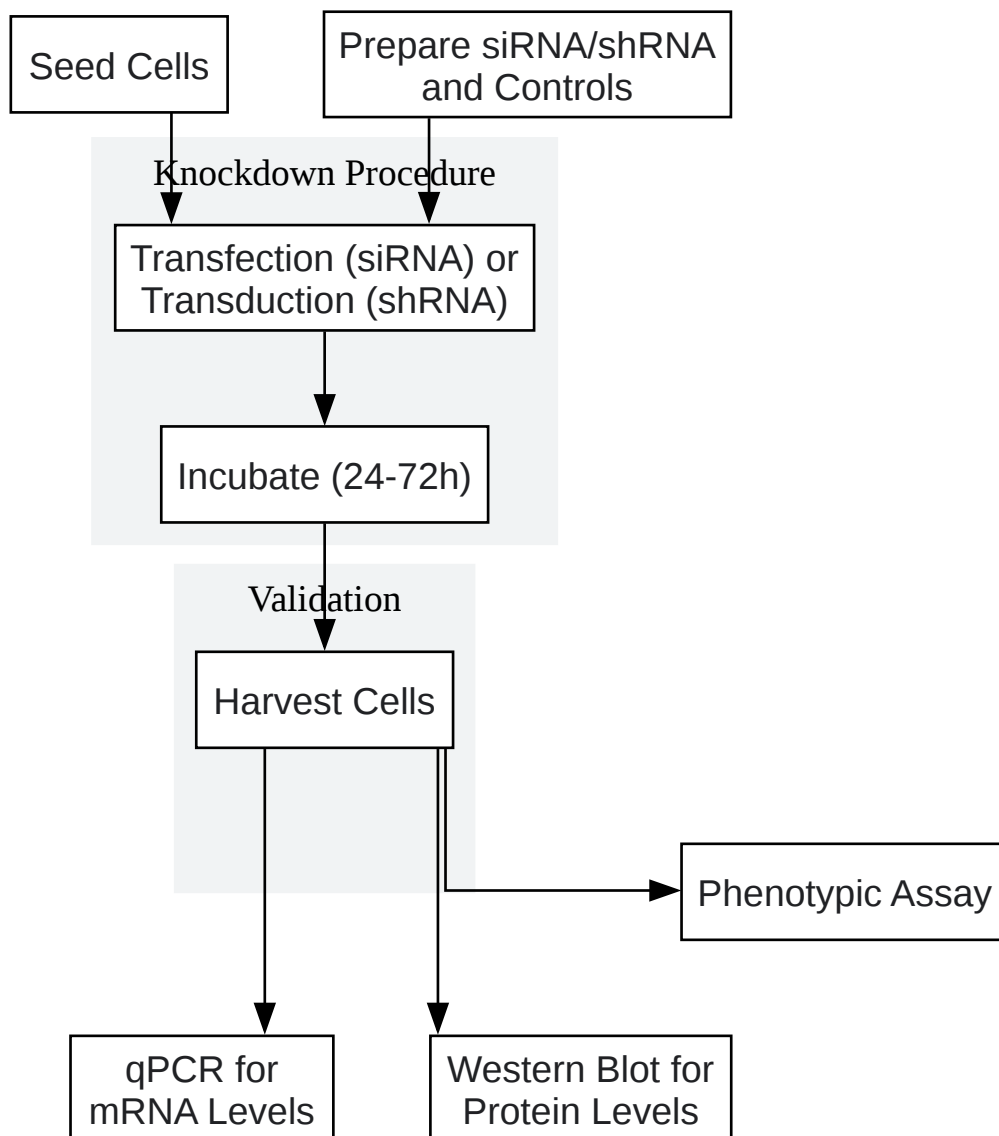 Seed Cells
Prepare siRNA/shRNA
and Controls
Knockdown Procedure
Transfection (siRNA) or
Transduction (shRNA)
Incubate (24-72h)
Validation
Harvest Cells
Phenotypic Assay
qPCR for
mRNA Levels
Western Blot for
Protein Levels